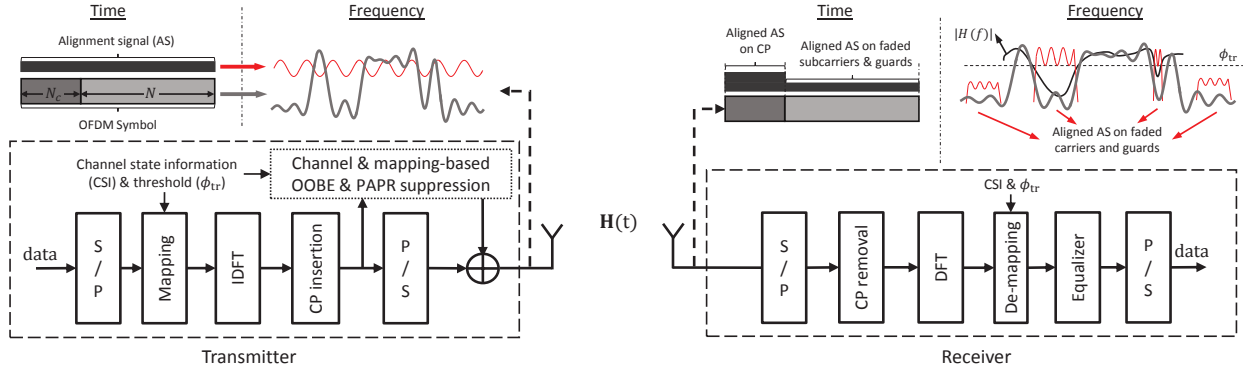 Time
Frequency
Alignment signal (AS)
N_c
N
OFDM Symbol
Channel state information
(CSI) & threshold (ϕ_tr)
Channel & mapping-based
OOBE & PAPR suppression
data
S / P
Mapping
IDFT
CP insertion
P / S
Transmitter
H(t)
Time
Frequency
Aligned AS
on CP
Aligned AS on faded
subcarriers & guards
|H(f)|
ϕ_tr
Aligned AS on faded
carriers and guards
CSI & ϕ_tr
S / P
CP removal
DFT
De-mapping
Equalizer
P / S
data
Receiver